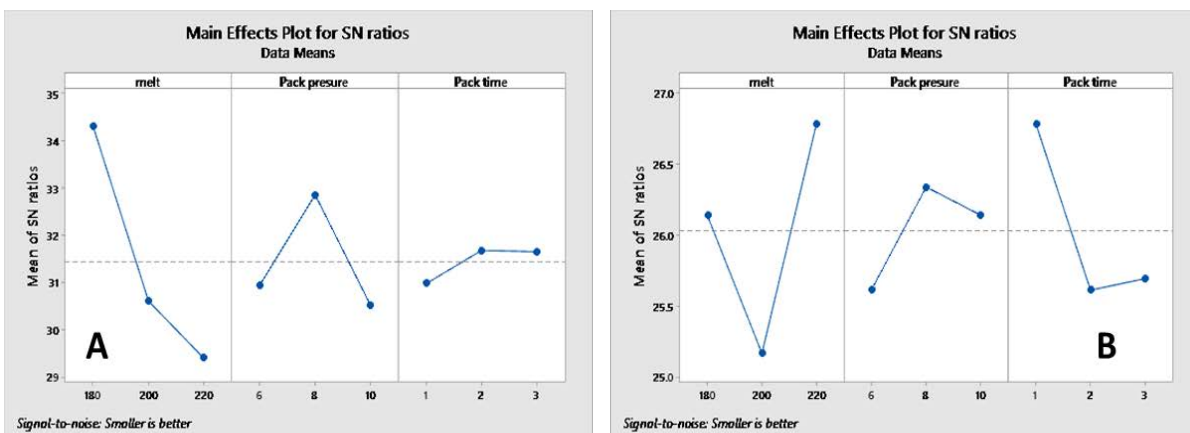 Main Effects Plot for SN ratios
Data Means
melt Pack presure Pack time
Mean of SN ratios
35
34
33
32
31
30
29
180 200 220 6 8 10 1 2 3
A
Signal-to-noise: Smaller is better
Main Effects Plot for SN ratios
Data Means
melt Pack presure Pack time
Mean of SN ratios
27.0
26.5
26.0
25.5
25.0
180 200 220 6 8 10 1 2 3
B
Signal-to-noise: Smaller is better